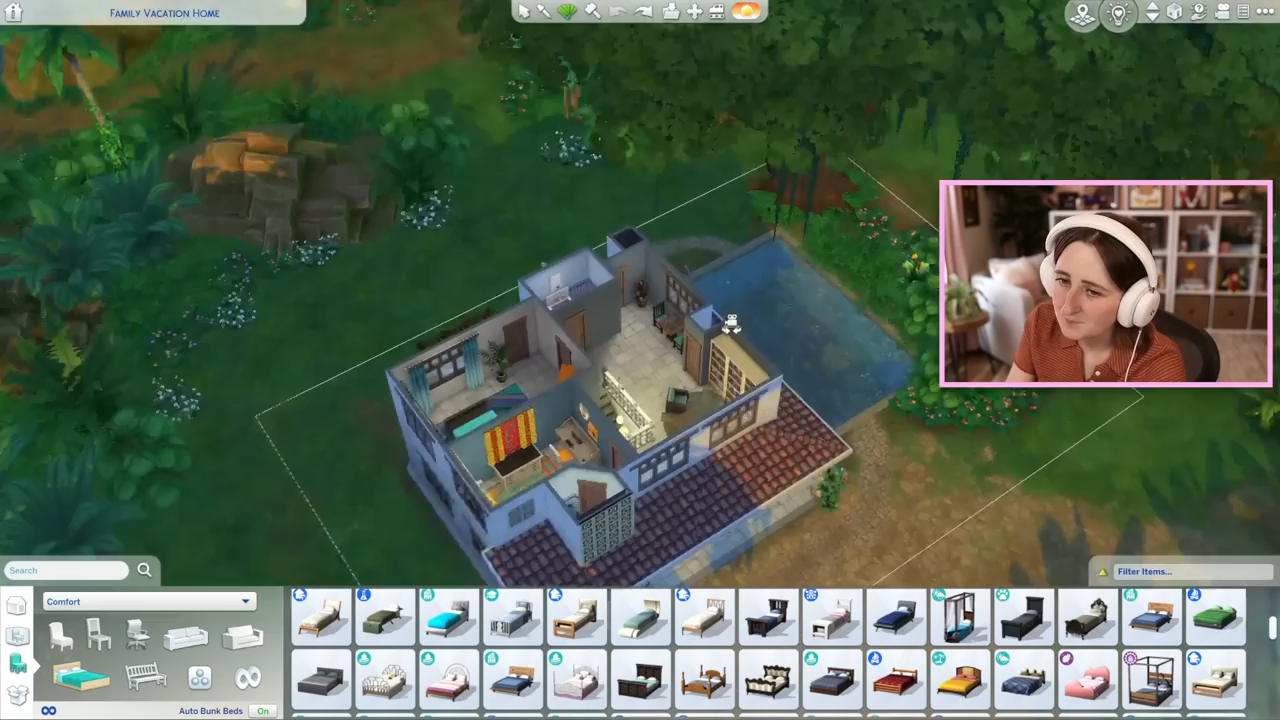 Family Vacation Home
Search
Filter Items...
Comfort
Auto Bunk Beds
On